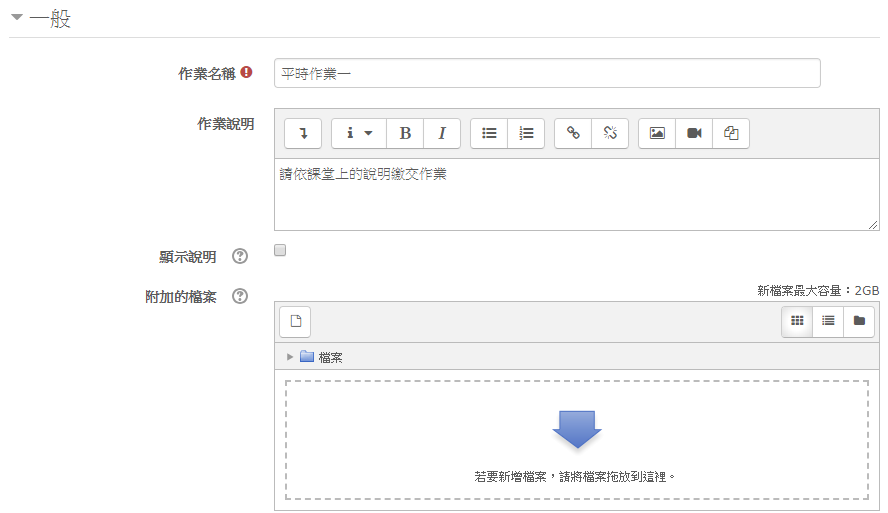 一般
作業名稱
平時作業一
作業說明
i B I
請依課堂上的說明繳交作業
顯示說明
附加的檔案
新檔案最大容量：2GB
檔案
若要新增檔案，請將檔案拖放到這裡。